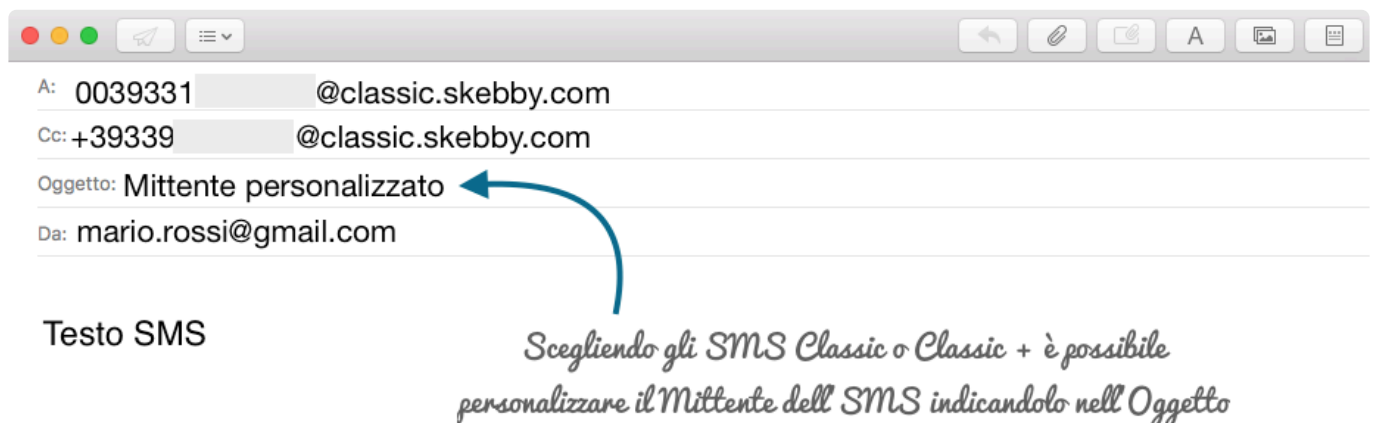 A: 0039331 @classic.skebby.com
Cc: +39339 @classic.skebby.com
Oggetto: Mittente personalizzato
Da: mario.rossi@gmail.com
Testo SMS
Scegliendo gli SMS Classic o Classic + è possibile
personalizzare il Mittente dell' SMS indicandolo nell'Oggetto